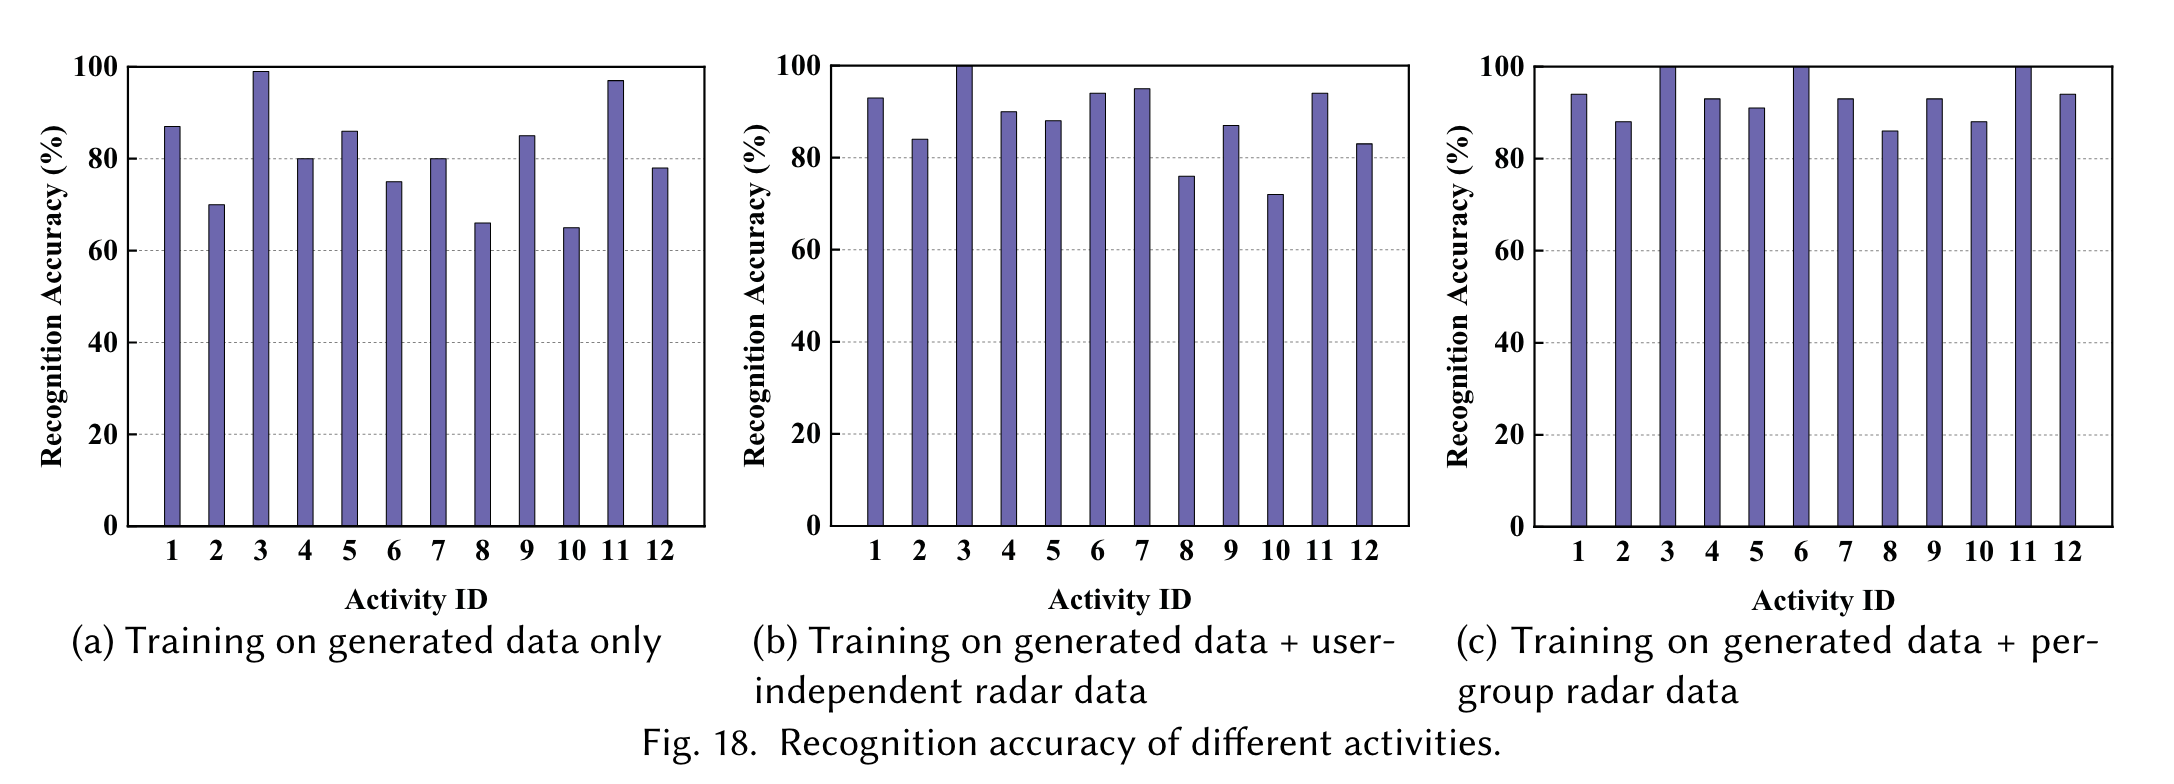 100
80
60
40
20
0
Recognition Accuracy (%)
1 2 3 4 5 6 7 8 9 10 11 12
Activity ID
(a) Training on generated data only
100
80
60
40
20
0
Recognition Accuracy (%)
1 2 3 4 5 6 7 8 9 10 11 12
Activity ID
(b) Training on generated data + user-
independent radar data
100
80
60
40
20
0
Recognition Accuracy (%)
1 2 3 4 5 6 7 8 9 10 11 12
Activity ID
(c) Training on generated data + per-
group radar data
Fig. 18. Recognition accuracy of different activities.